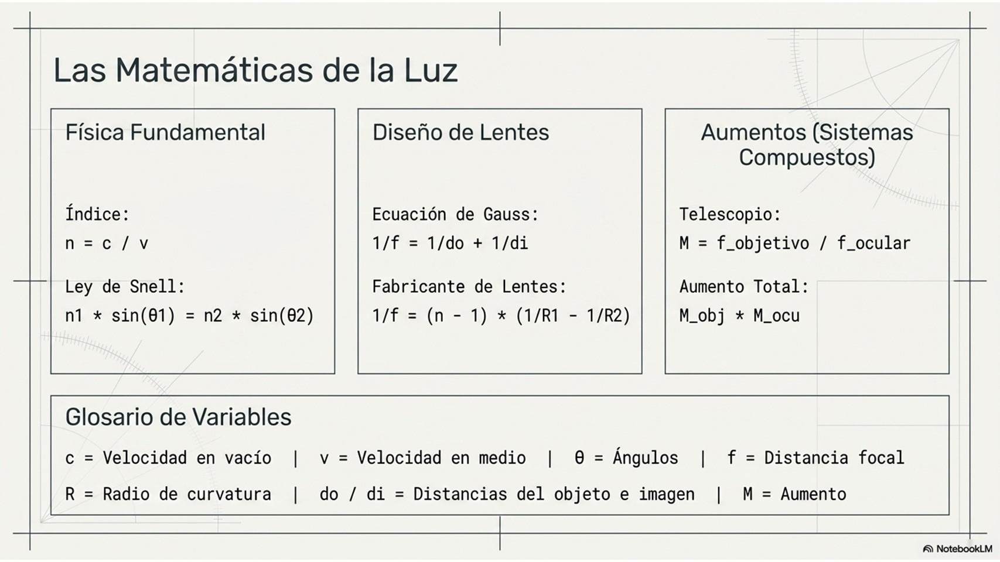 Las Matemáticas de la Luz
Física Fundamental
Índice:
n = c / v
Ley de Snell:
n1 * sin(θ1) = n2 * sin(θ2)
Diseño de Lentes
Ecuación de Gauss:
1/f = 1/do + 1/di
Fabricante de Lentes:
1/f = (n - 1) * (1/R1 - 1/R2)
Aumentos (Sistemas
Compuestos)
Telescopio:
M = f_objetivo / f_ocular
Aumento Total:
M_obj * M_ocu
Glosario de Variables
c = Velocidad en vacío | v = Velocidad en medio | θ = Ángulos | f = Distancia focal
R = Radio de curvatura | do / di = Distancias del objeto e imagen | M = Aumento
NotebookLM